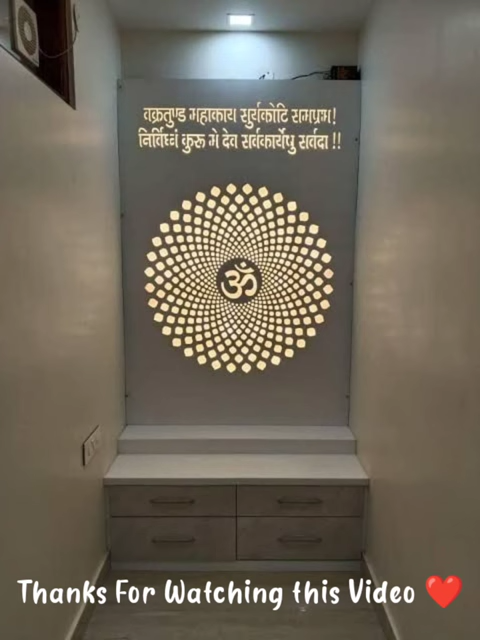 वक्रतुण्ड महाकाय सुर्यकोटि समप्रभ!
निर्विघ्नं कुरू मे देव सर्वकार्येषु सर्वदा !!
ॐ
Thanks For Watching this Video ❤️